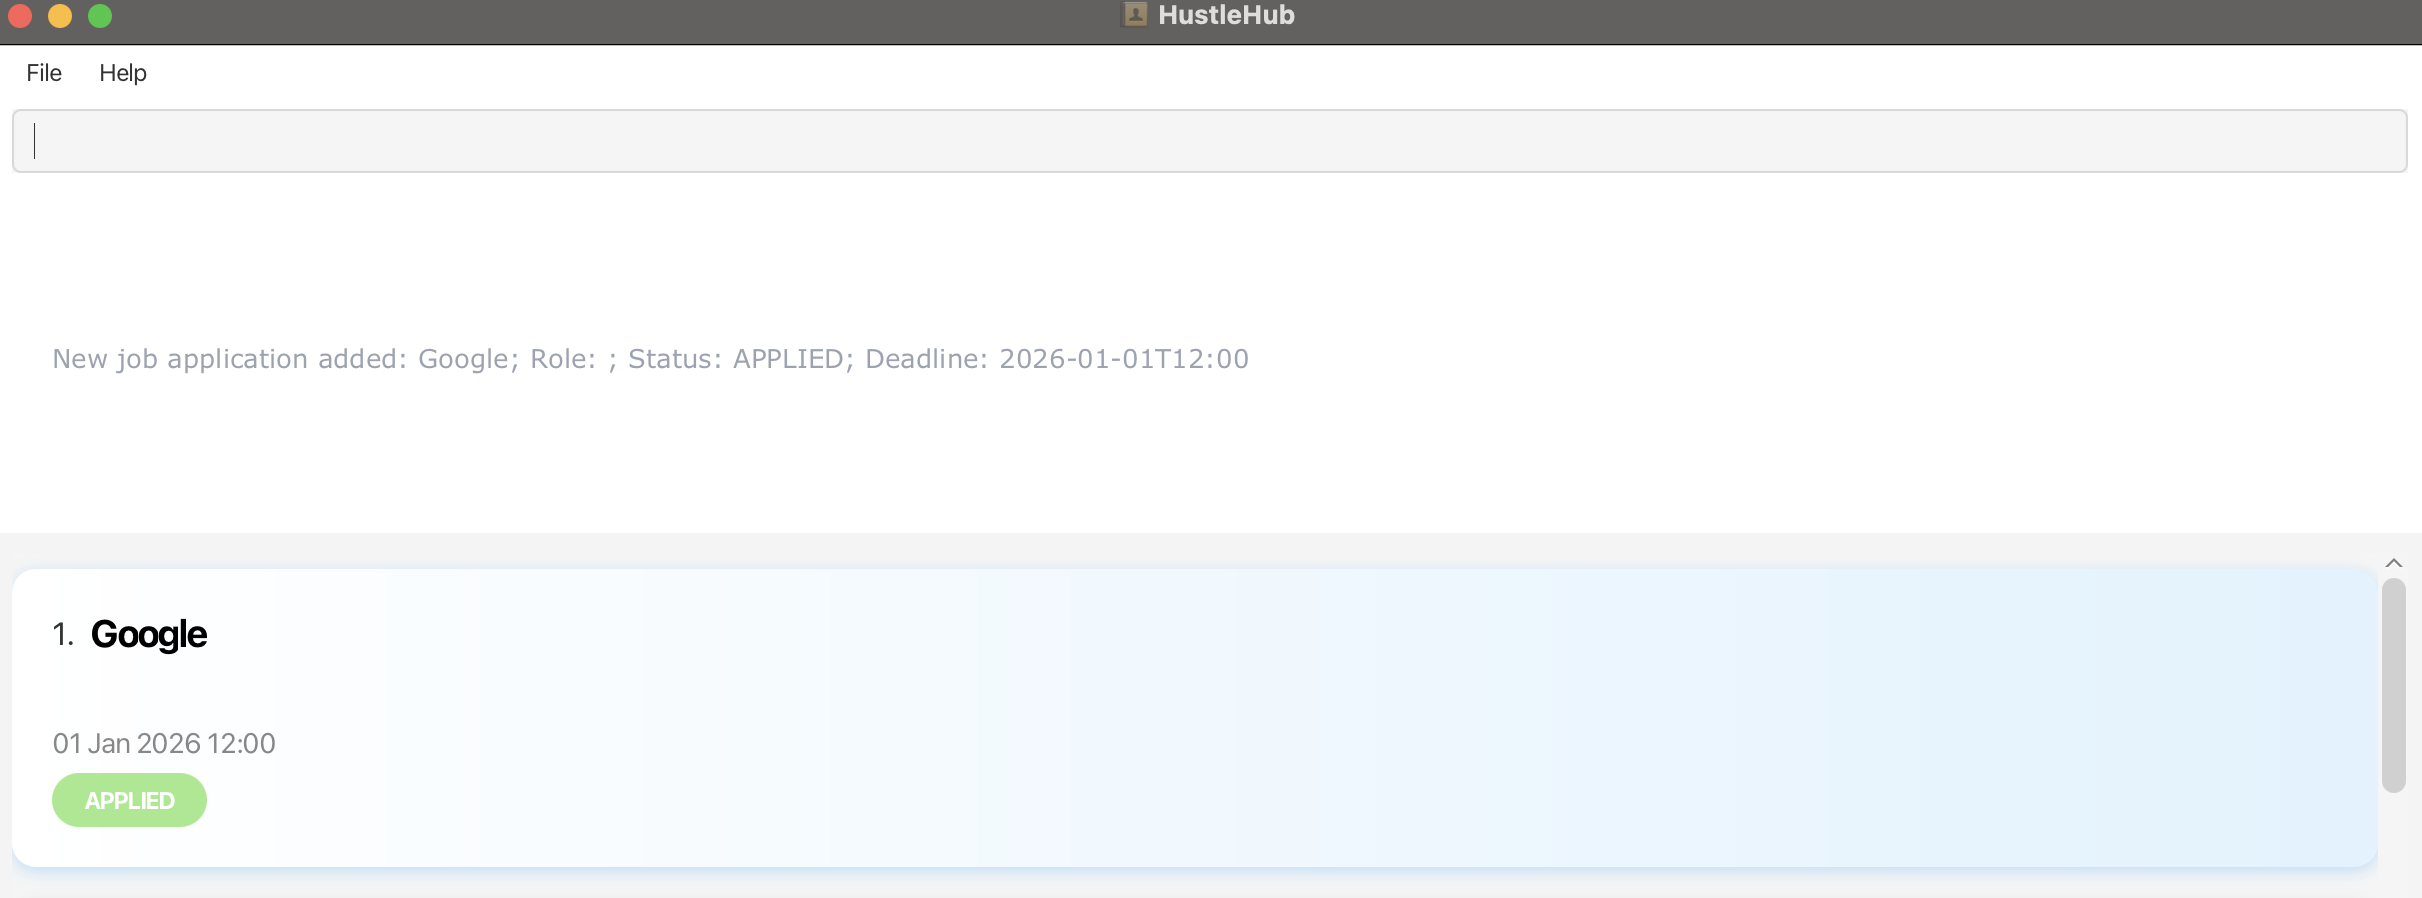 HustleHub
File Help
New job application added: Google; Role: ; Status: APPLIED; Deadline: 2026-01-01T12:00
1. Google
01 Jan 2026 12:00
APPLIED